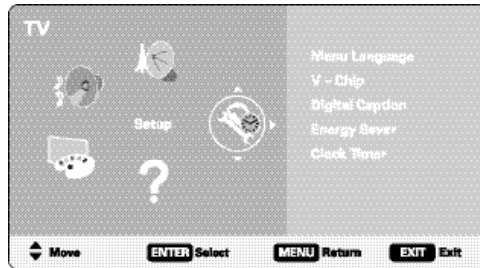 TV
Setup
Menu Language
V - Chip
Digital Caption
Energy Saver
Clock Timer
?
Move ENTER Select MENU Return EXIT Exit